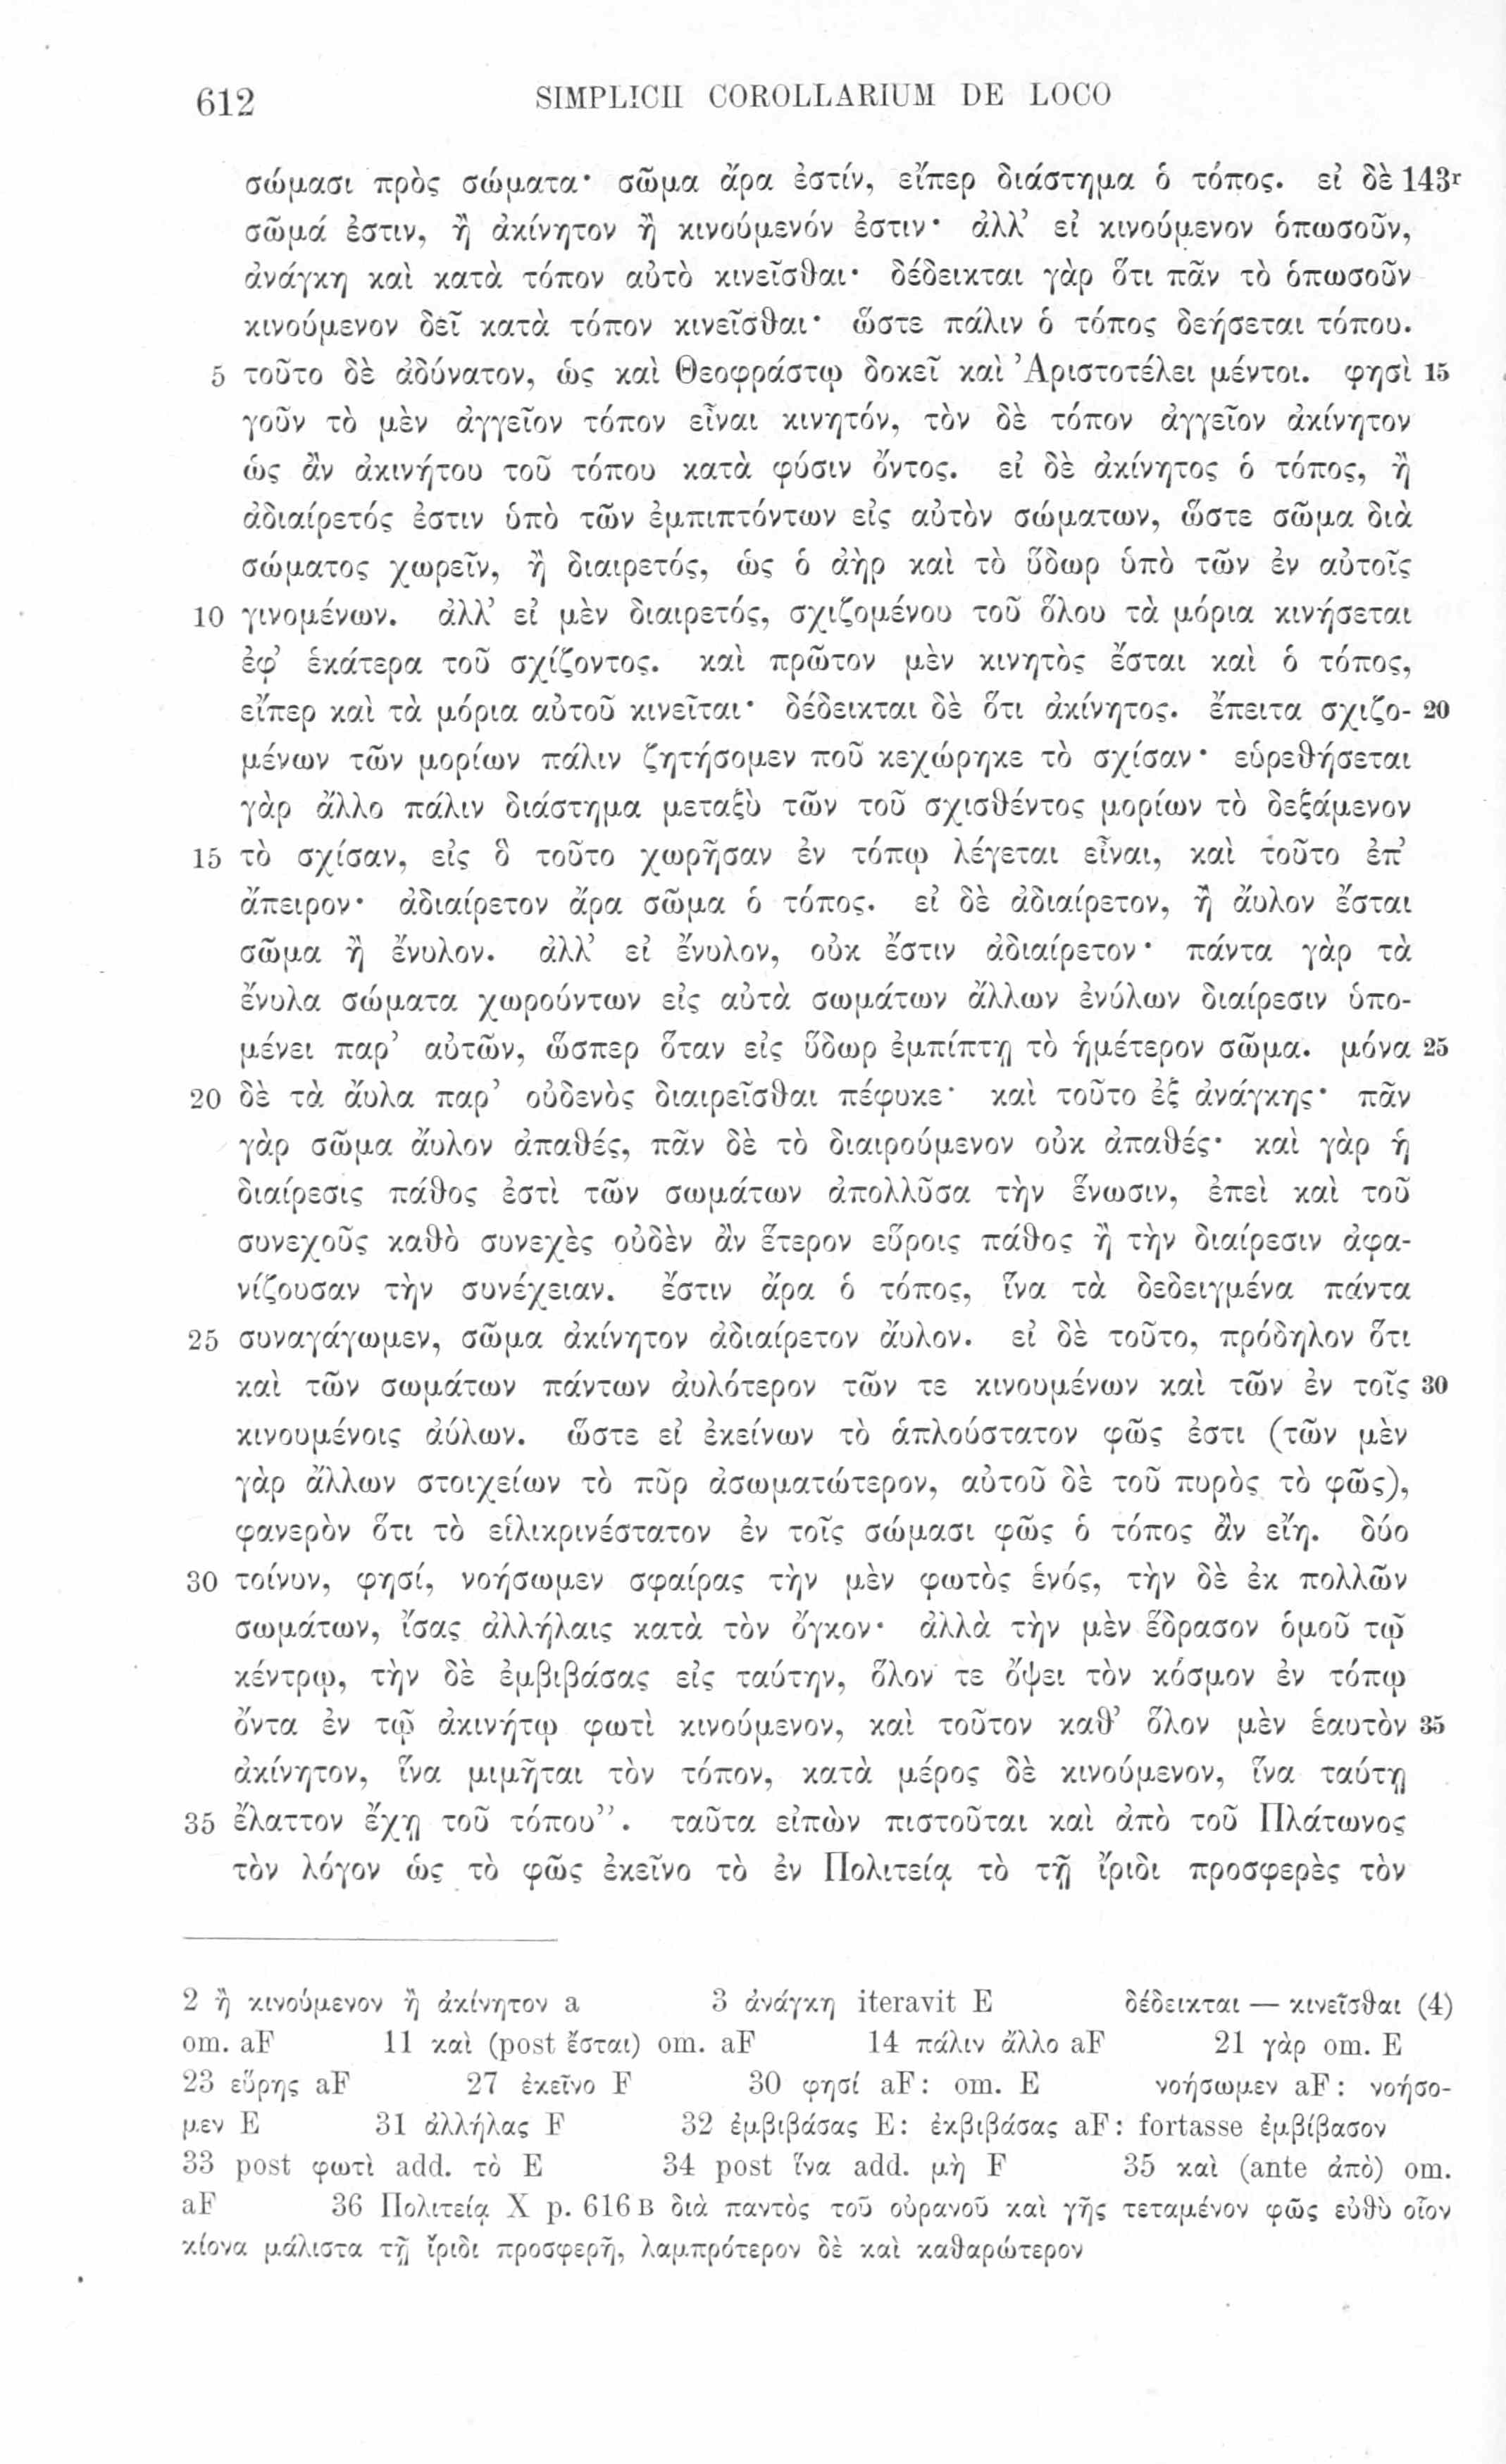 612 SIMPLICII COROLLARIUM DE LOCO
σώμασι πρὸς σώματα· σῶμα ἄρα ἐστίν, εἴπερ διάστημα ὁ τόπος. εἰ δὲ 143r
σῶμά ἐστιν, ἢ ἀκίνητον ἢ κινούμενόν ἐστιν· ἀλλ’ εἰ κινούμενον ὁπωσοῦν,
ἀνάγκη καὶ κατὰ τόπον αὐτὸ κινεῖσθαι· δέδεικται γὰρ ὅτι πᾶν τὸ ὁπωσοῦν
κινούμενον δεῖ κατὰ τόπον κινεῖσθαι· ὥστε πάλιν ὁ τόπος δεήσεται τόπου.
5 τοῦτο δὲ ἀδύνατον, ὡς καὶ Θεοφράστῳ δοκεῖ καὶ Ἀριστοτέλει μέντοι. φησὶ 15
γοῦν τὸ μὲν ἀγγεῖον τόπον εἶναι κινητόν, τὸν δὲ τόπον ἀγγεῖον ἀκίνητον
ὡς ἂν ἀκινήτου τοῦ τόπου κατὰ φύσιν ὄντος. εἰ δὲ ἀκίνητος ὁ τόπος, ἢ
ἀδιαίρετός ἐστιν ὑπὸ τῶν ἐμπιπτόντων εἰς αὐτὸν σώματων, ὥστε σῶμα διὰ
σώματος χωρεῖν, ἢ διαιρετός, ὡς ὁ ἀὴρ καὶ τὸ ὕδωρ ὑπὸ τῶν ἐν αὐτοῖς
10 γινομένων. ἀλλ’ εἰ μὲν διαιρετός, σχιζομένου τοῦ ὅλου τὰ μόρια κινήσεται
ἐφ’ ἑκάτερα τοῦ σχίζοντος. καὶ πρῶτον μὲν κινητὸς ἔσται καὶ ὁ τόπος,
εἴπερ καὶ τὰ μόρια αὐτοῦ κινεῖται· δέδεικται δὲ ὅτι ἀκίνητος. ἔπειτα σχιζο- 20
μένων τῶν μορίων πάλιν ζητήσομεν ποῦ κεχώρηκε τὸ σχίσαν· εὑρεθήσεται
γὰρ ἄλλο πάλιν διάστημα μεταξὺ τῶν τοῦ σχισθέντος μορίων τὸ δεξάμενον
15 τὸ σχίσαν, εἰς ὃ τοῦτο χωρῆσαν ἐν τόπῳ λέγεται εἶναι, καὶ τοῦτο ἐπ’
ἄπειρον· ἀδιαίρετον ἄρα σῶμα ὁ τόπος. εἰ δὲ ἀδιαίρετον, ἢ ἄυλον ἔσται
σῶμα ἢ ἔνυλον. ἀλλ’ εἰ ἔνυλον, οὐκ ἔστιν ἀδιαίρετον· πάντα γὰρ τὰ
ἔνυλα σώματα χωρούντων εἰς αὐτὰ σωμάτων ἄλλων ἐνύλων διαίρεσιν ὑπο-
μένει παρ’ αὐτῶν, ὥσπερ ὅταν εἰς ὕδωρ ἐμπίπτῃ τὸ ἡμέτερον σῶμα. μόνα 25
20 δὲ τὰ ἄυλα παρ’ οὐδενὸς διαιρεῖσθαι πέφυκε· καὶ τοῦτο ἐξ ἀνάγκης· πᾶν
γὰρ σῶμα ἄυλον ἀπαθές, πᾶν δὲ τὸ διαιρούμενον οὐκ ἀπαθές· καὶ γὰρ ἡ
διαίρεσις πάθος ἐστὶ τῶν σωμάτων ἀπολλῦσα τὴν ἕνωσιν, ἐπεὶ καὶ τοῦ
συνεχοῦς καθὸ συνεχὲς οὐδὲν ἂν ἕτερον εὕροις πάθος ἢ τὴν διαίρεσιν ἀφα-
νίζουσαν τὴν συνέχειαν. ἔστιν ἄρα ὁ τόπος, ἵνα τὰ δεδειγμένα πάντα
25 συναγάγωμεν, σῶμα ἀκίνητον ἀδιαίρετον ἄυλον. εἰ δὲ τοῦτο, πρόδηλον ὅτι
καὶ τῶν σωμάτων πάντων ἀυλότερον τῶν τε κινουμένων καὶ τῶν ἐν τοῖς 30
κινουμένοις ἀύλων. ὥστε εἰ ἐκείνων τὸ ἁπλούστατον φῶς ἐστι (τῶν μὲν
γὰρ ἄλλων στοιχείων τὸ πῦρ ἀσωματώτερον, αὐτοῦ δὲ τοῦ πυρὸς τὸ φῶς),
φανερὸν ὅτι τὸ εἱλικρινέστατον ἐν τοῖς σώμασι φῶς ὁ τόπος ἂν εἴη. δύο
30 τοίνυν, φησί, νοήσωμεν σφαίρας τὴν μὲν φωτὸς ἑνός, τὴν δὲ ἐκ πολλῶν
σωμάτων, ἴσας ἀλλήλαις κατὰ τὸν ὄγκον· ἀλλὰ τὴν μὲν ἕδρασον ὁμοῦ τῷ
κέντρῳ, τὴν δὲ ἐμβιβάσας εἰς ταύτην, ὅλον τε ὄψει τὸν κόσμον ἐν τόπῳ
ὄντα ἐν τῷ ἀκινήτῳ φωτὶ κινούμενον, καὶ τοῦτον καθ’ ὅλον μὲν ἑαυτὸν 35
ἀκίνητον, ἵνα μιμῆται τὸν τόπον, κατὰ μέρος δὲ κινούμενον, ἵνα ταύτῃ
35 ἔλαττον ἔχῃ τοῦ τόπου”. ταῦτα εἰπὼν πιστοῦται καὶ ἀπὸ τοῦ Πλάτωνος
τὸν λόγον ὡς τὸ φῶς ἐκεῖνο τὸ ἐν Πολιτείᾳ τὸ τῇ ἴριδι προσφερὲς τὸν
2 ἢ κινούμενον ἢ ἀκίνητον a 3 ἀνάγκη iteravit E δέδεικται — κινεῖσθαι (4)
om. aF 11 καὶ (post ἔσται) om. aF 14 πάλιν ἄλλο aF 21 γὰρ om. E
23 εὕρης aF 27 ἐκεῖνο F 30 φησί aF: om. E νοήσωμεν aF: νοήσο-
μεν E 31 ἀλλήλας F 32 ἐμβιβάσας E: ἐκβιβάσας aF: fortasse ἐμβίβασον
33 post φωτὶ add. τὸ E 34 post ἵνα add. μὴ F 35 καὶ (ante ἀπὸ) om.
aF 36 Πολιτείᾳ X p. 616 B διὰ παντὸς τοῦ οὐρανοῦ καὶ γῆς τεταμένον φῶς εὐθὺ οἷον
κίονα μάλιστα τῇ ἴριδι προσφερῆ, λαμπρότερον δὲ καὶ καθαρώτερον